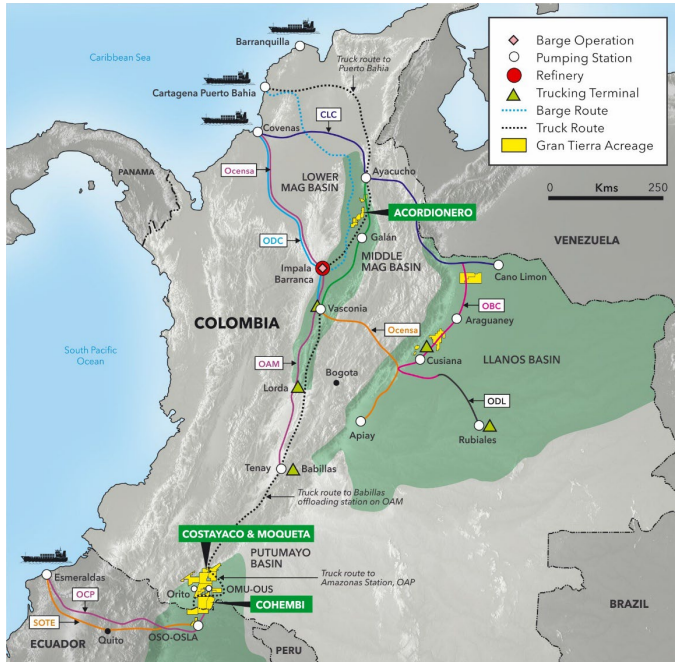 Caribbean Sea
Barranquilla
Truck route to
Puerto Bahia
Cartagena Puerto Bahia
CLC
Covenas
Ocensa
LOWER
MAG BASIN
Ayacucho
PANAMA
ACORDIONERO
Galán
ODC
MIDDLE
MAG BASIN
VENEZUELA
Impala
Barranca
Cano Limon
OBC
Vasconia
Araguaney
COLOMBIA
Ocensa
South Pacific
Ocean
Cusiana
LLANOS BASIN
OAM
Bogota
Lorda
ODL
Apiay
Rubiales
Tenay
Babillas
Truck route to Babillas
offloading station on OAM
COSTAYACO & MOQUETA
PUTUMAYO
BASIN
Esmeraldas
Truck route to
Amazonas Station, OAP
Orito
OMU-OUS
OCP
COHEMBI
SOTE
BRAZIL
OSO-OSLA
Quito
ECUADOR
PERU
Barge Operation
Pumping Station
Refinery
Trucking Terminal
Barge Route
Truck Route
Gran Tierra Acreage
0 Kms 250